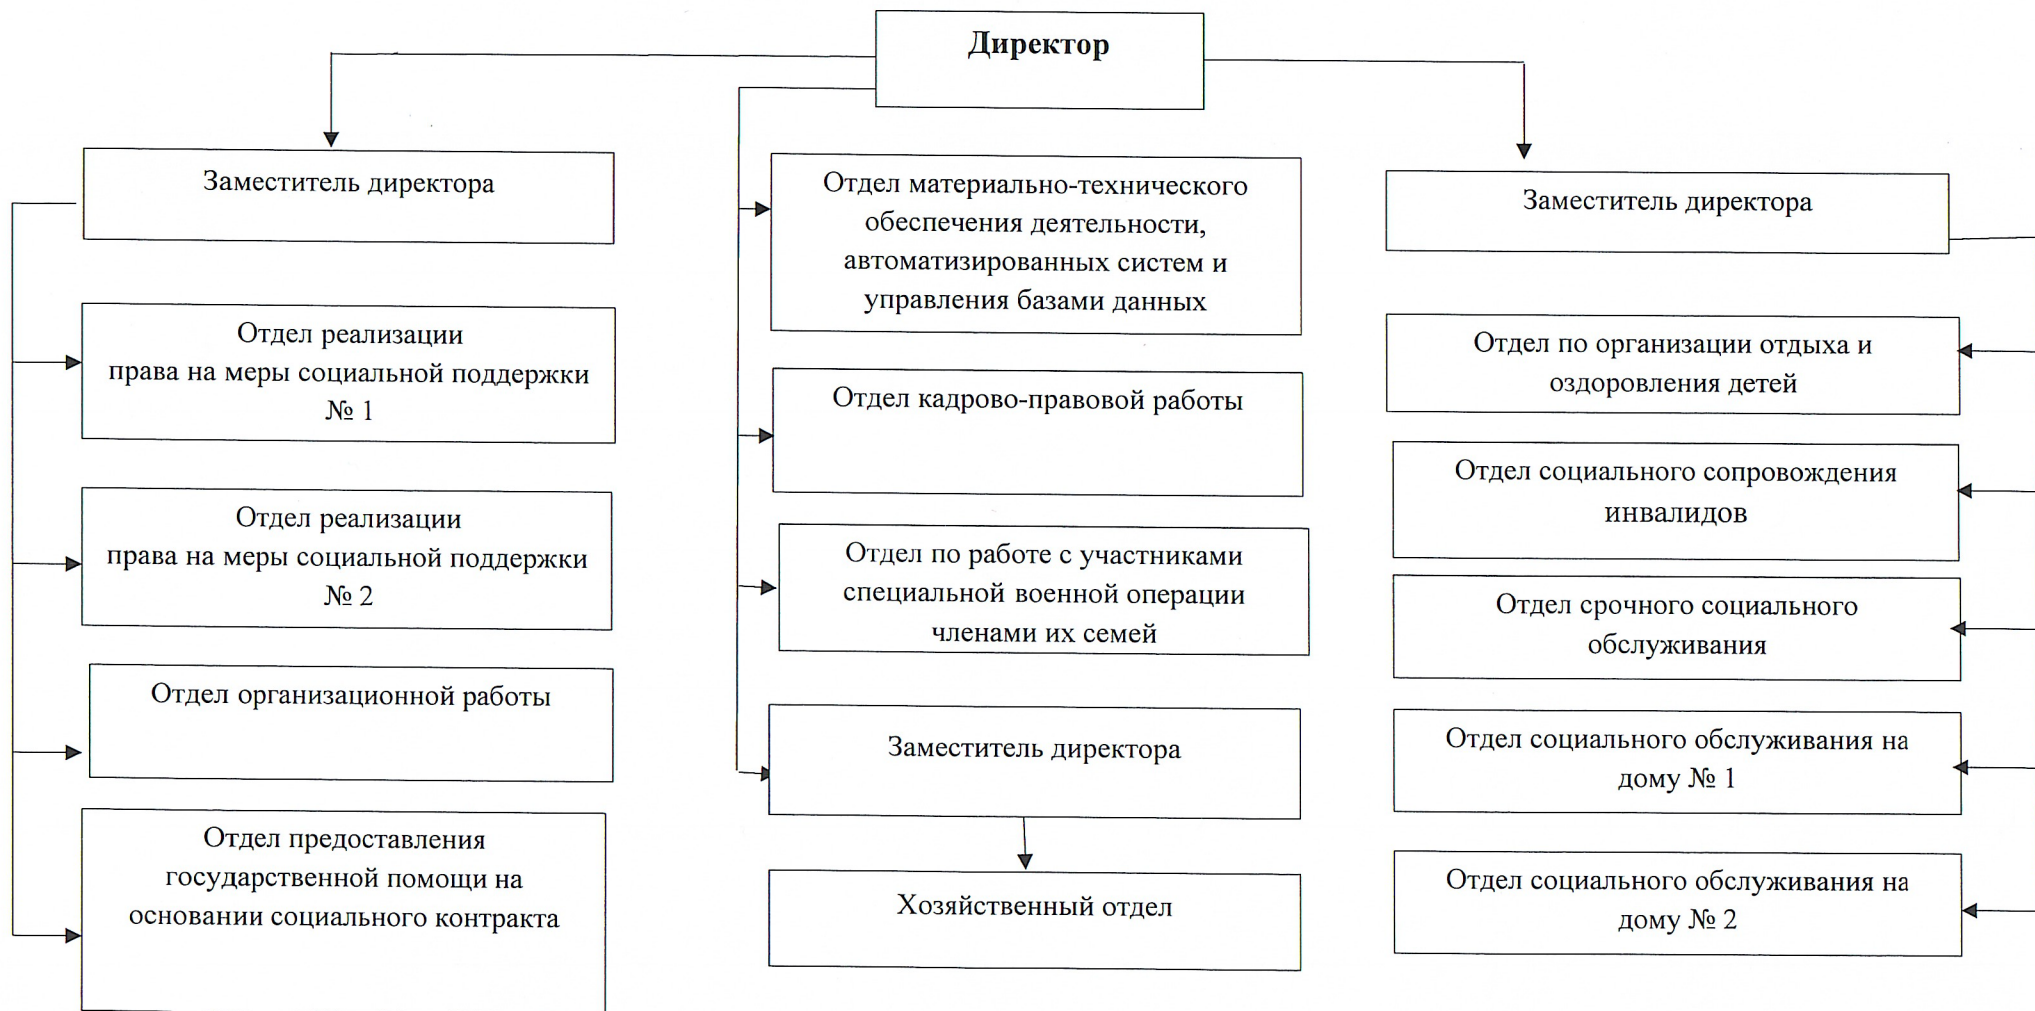 Директор
Заместитель директора
Отдел реализации
права на меры социальной поддержки
№ 1
Отдел реализации
права на меры социальной поддержки
№ 2
Отдел организационной работы
Отдел предоставления
государственной помощи на
основании социального контракта
Отдел материально-технического
обеспечения деятельности,
автоматизированных систем и
управления базами данных
Отдел кадрово-правовой работы
Отдел по работе с участниками
специальной военной операции
членами их семей
Заместитель директора
Хозяйственный отдел
Заместитель директора
Отдел по организации отдыха и
оздоровления детей
Отдел социального сопровождения
инвалидов
Отдел срочного социального
обслуживания
Отдел социального обслуживания на
дому № 1
Отдел социального обслуживания на
дому № 2